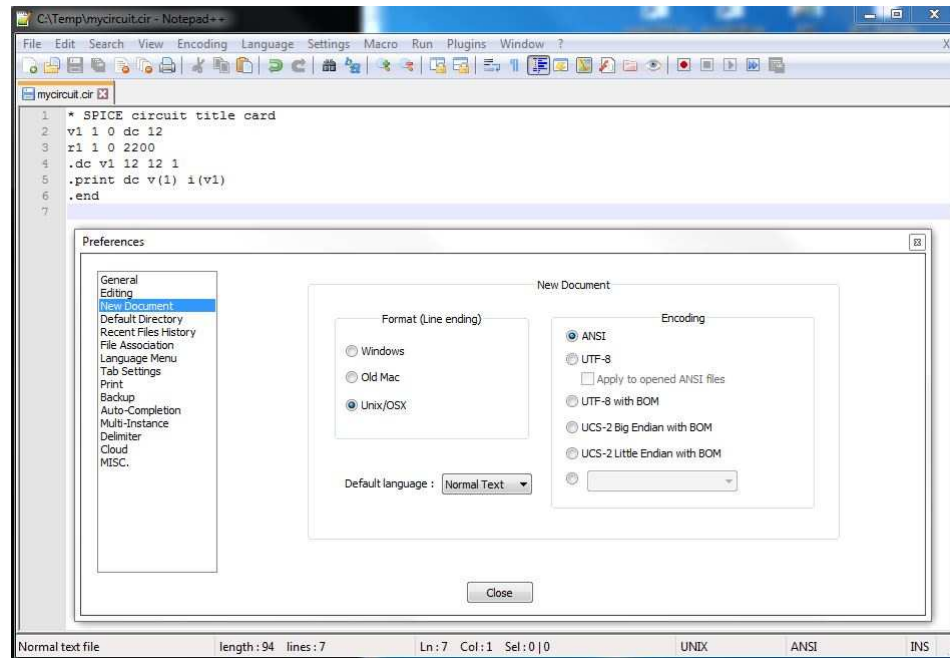 C:\Temp\mycircuit.cir - Notepad++
File Edit Search View Encoding Language Settings Macro Run Plugins Window ? X
mycircuit.cir
1 * SPICE circuit title card
2 v1 1 0 dc 12
3 r1 1 0 2200
4 .dc v1 12 12 1
5 .print dc v(1) i(v1)
6 .end
7
Preferences
General
Editing
New Document
Default Directory
Recent Files History
File Association
Language Menu
Tab Settings
Print
Backup
Auto-Completion
Multi-Instance
Delimiter
Cloud
MISC.
New Document
Format (Line ending)
Windows
Old Mac
Unix/OSX
Default language : Normal Text
Encoding
ANSI
UTF-8
Apply to opened ANSI files
UTF-8 with BOM
UCS-2 Big Endian with BOM
UCS-2 Little Endian with BOM
Close
Normal text file length : 94 lines : 7 Ln : 7 Col : 1 Sel : 0 | 0 UNIX ANSI INS